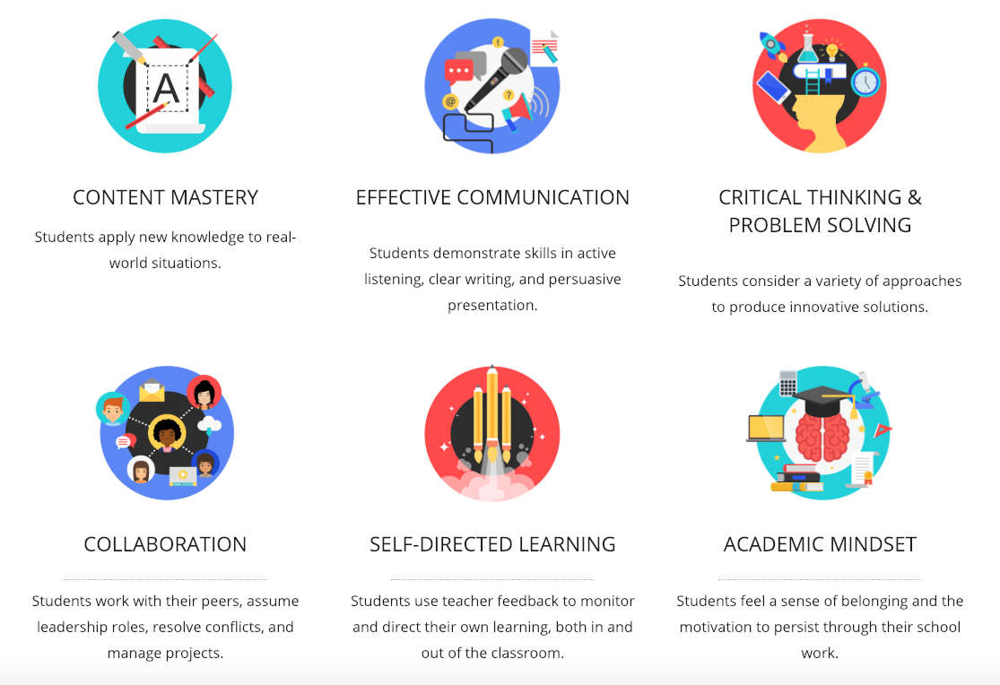 A
!
@
?
CONTENT MASTERY
Students apply new knowledge to real-
world situations.
EFFECTIVE COMMUNICATION
Students demonstrate skills in active
listening, clear writing, and persuasive
presentation.
CRITICAL THINKING &
PROBLEM SOLVING
Students consider a variety of approaches
to produce innovative solutions.
COLLABORATION
Students work with their peers, assume
leadership roles, resolve conflicts, and
manage projects.
SELF-DIRECTED LEARNING
Students use teacher feedback to monitor
and direct their own learning, both in and
out of the classroom.
ACADEMIC MINDSET
Students feel a sense of belonging and the
motivation to persist through their school
work.